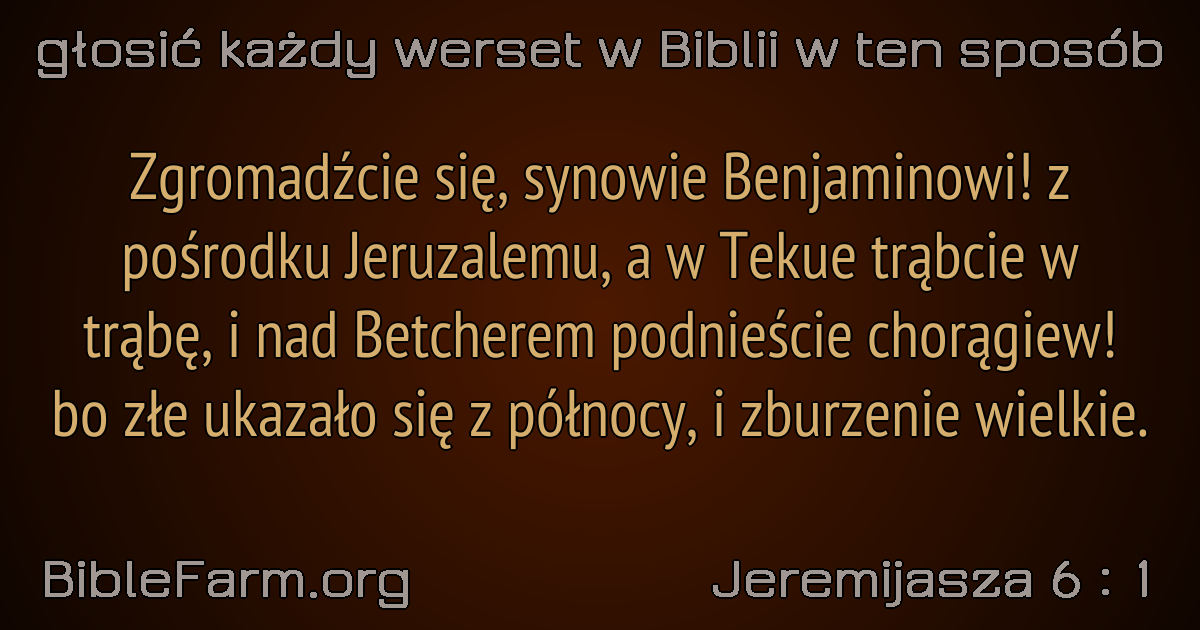 głosić każdy werset w Biblii w ten sposób
Zgromadźcie się, synowie Benjaminowi! z
pośrodku Jeruzalemu, a w Tekue trąbcie w
trąbę, i nad Betcherem podnieście chorągiew!
bo złe ukazało się z północy, i zburzenie wielkie.
BibleFarm.org
Jeremijasza 6 : 1